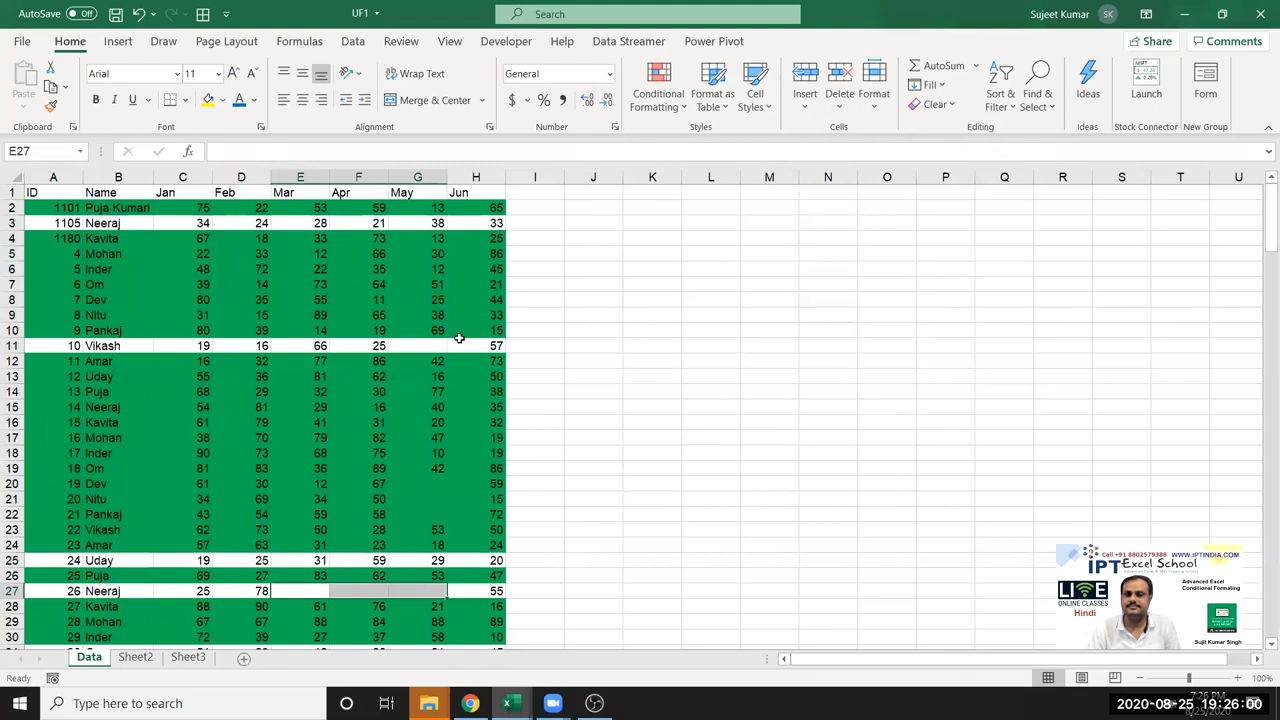 AutoSave Off UF1 Search Sujeet Kumar SK
File Home Insert Draw Page Layout Formulas Data Review View Developer Help Data Streamer Power Pivot Share Comments
Paste Arial 11 Wrap Text General Conditional Formatting Format as Table Cell Styles Insert Delete Format AutoSum Fill Clear Sort & Filter Find & Select Ideas Launch Form
B I U Merge & Center $ % ,
Clipboard Font Alignment Number Styles Cells Editing Ideas Stock Connector New Group
E27 fx
A B C D E F G H I J K L M N O P Q R S T U
1 ID Name Jan Feb Mar Apr May Jun
2 1101 Puja Kumari 75 22 53 59 13 65
3 1105 Neeraj 34 24 28 21 38 33
4 1180 Kavita 67 18 33 73 13 25
5 4 Mohan 22 33 12 66 30 86
6 5 Inder 48 72 22 35 12 45
7 6 Om 39 14 73 64 51 21
8 7 Dev 80 35 55 11 25 44
9 8 Nitu 31 15 89 65 38 33
10 9 Pankaj 80 39 14 19 69 15
11 10 Vikash 19 16 66 25 57
12 11 Amar 16 32 77 86 42 73
13 12 Uday 55 36 81 62 16 50
14 13 Puja 68 29 32 30 77 38
15 14 Neeraj 54 81 29 16 40 35
16 15 Kavita 61 79 41 31 20 32
17 16 Mohan 38 70 79 82 47 19
18 17 Inder 90 73 68 75 10 19
19 18 Om 81 83 36 89 42 86
20 19 Dev 61 30 12 67 59
21 20 Nitu 34 69 34 50 15
22 21 Pankaj 43 54 59 58 72
23 22 Vikash 62 73 50 28 53 50
24 23 Amar 57 63 31 23 18 24
25 24 Uday 19 25 31 59 29 20
26 25 Puja 69 27 83 62 53 47
27 26 Neeraj 25 78 55
28 27 Kavita 88 90 61 76 21 16
29 28 Mohan 67 67 88 84 88 89
30 29 Inder 72 39 27 37 58 10
Call +91 8802579388 WWW.IPTINDIA.COM
IPT Excel School
LIVE
ONLINE CLASSES
Hindi
Advanced Excel
Conditional Formating
Sujit Kumar Singh
Data Sheet2 Sheet3
Ready 100%
Type here to search
7:26 PM
2020-08-25 19:26:00
8/25/2020